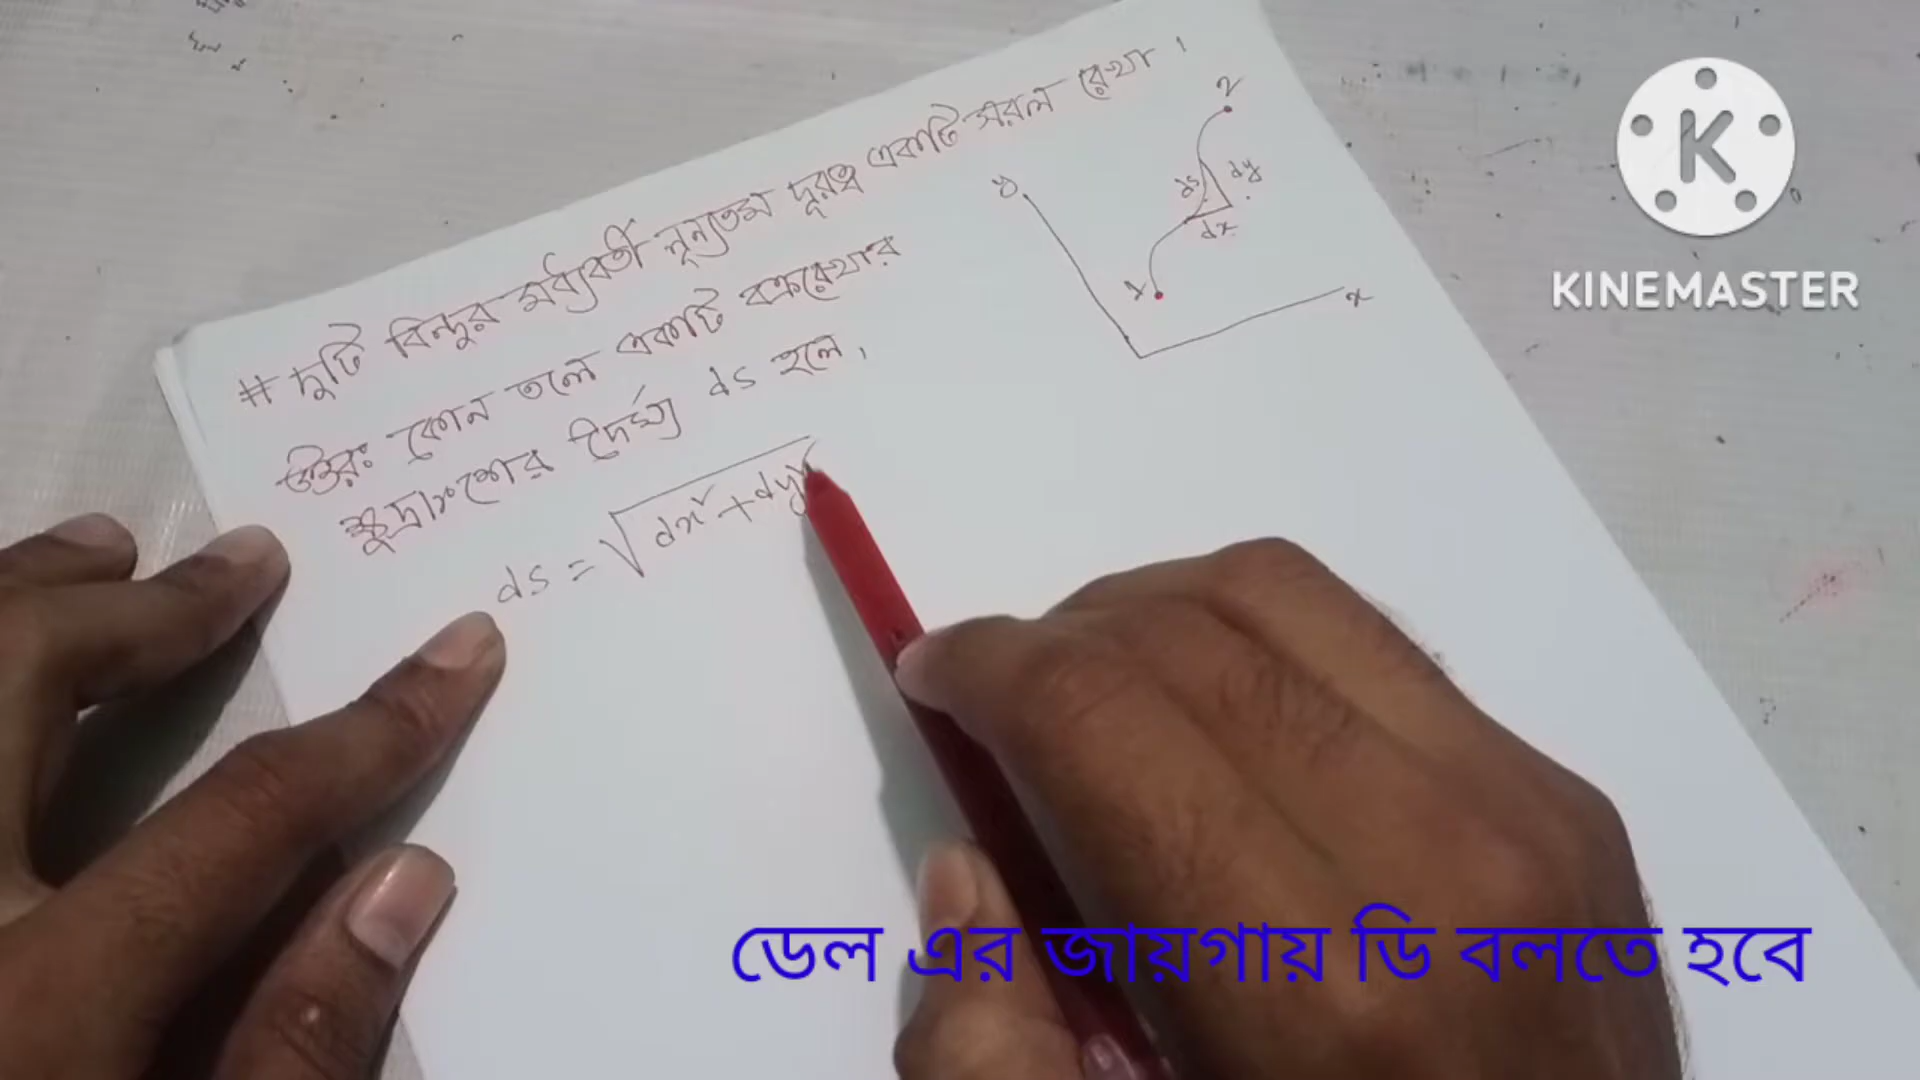 # দুটি বিন্দুর মধ্যবর্তী নূন্যতম দূরত্ব একটি সরল রেখা।
উত্তরঃ কোন তলে একটি বক্ররেখার
ক্ষুদ্রাংশের দৈর্ঘ্য ds হলে,
ds = √dx² + dy²
y
x
1
2
ds
dy
dx
KINEMASTER
ডেল এর জায়গায় ডি বলতে হবে